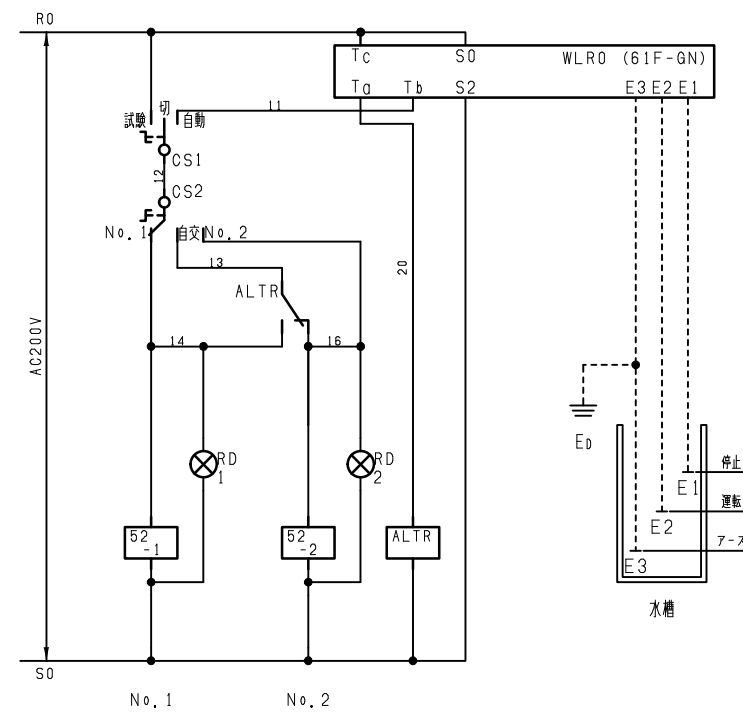 R0
Tc S0 WLR0 (61F-GN)
Ta Tb S2 E3 E2 E1
試験 切 自動 11
CS1
12
CS2
No.1 自交 No.2
13
20
ALTR
14 16
AC200V
ED
RD
1
RD
2
E1 停止
E2 運転
E3 アース
52
-1
52
-2
ALTR
水槽
S0
No.1 No.2